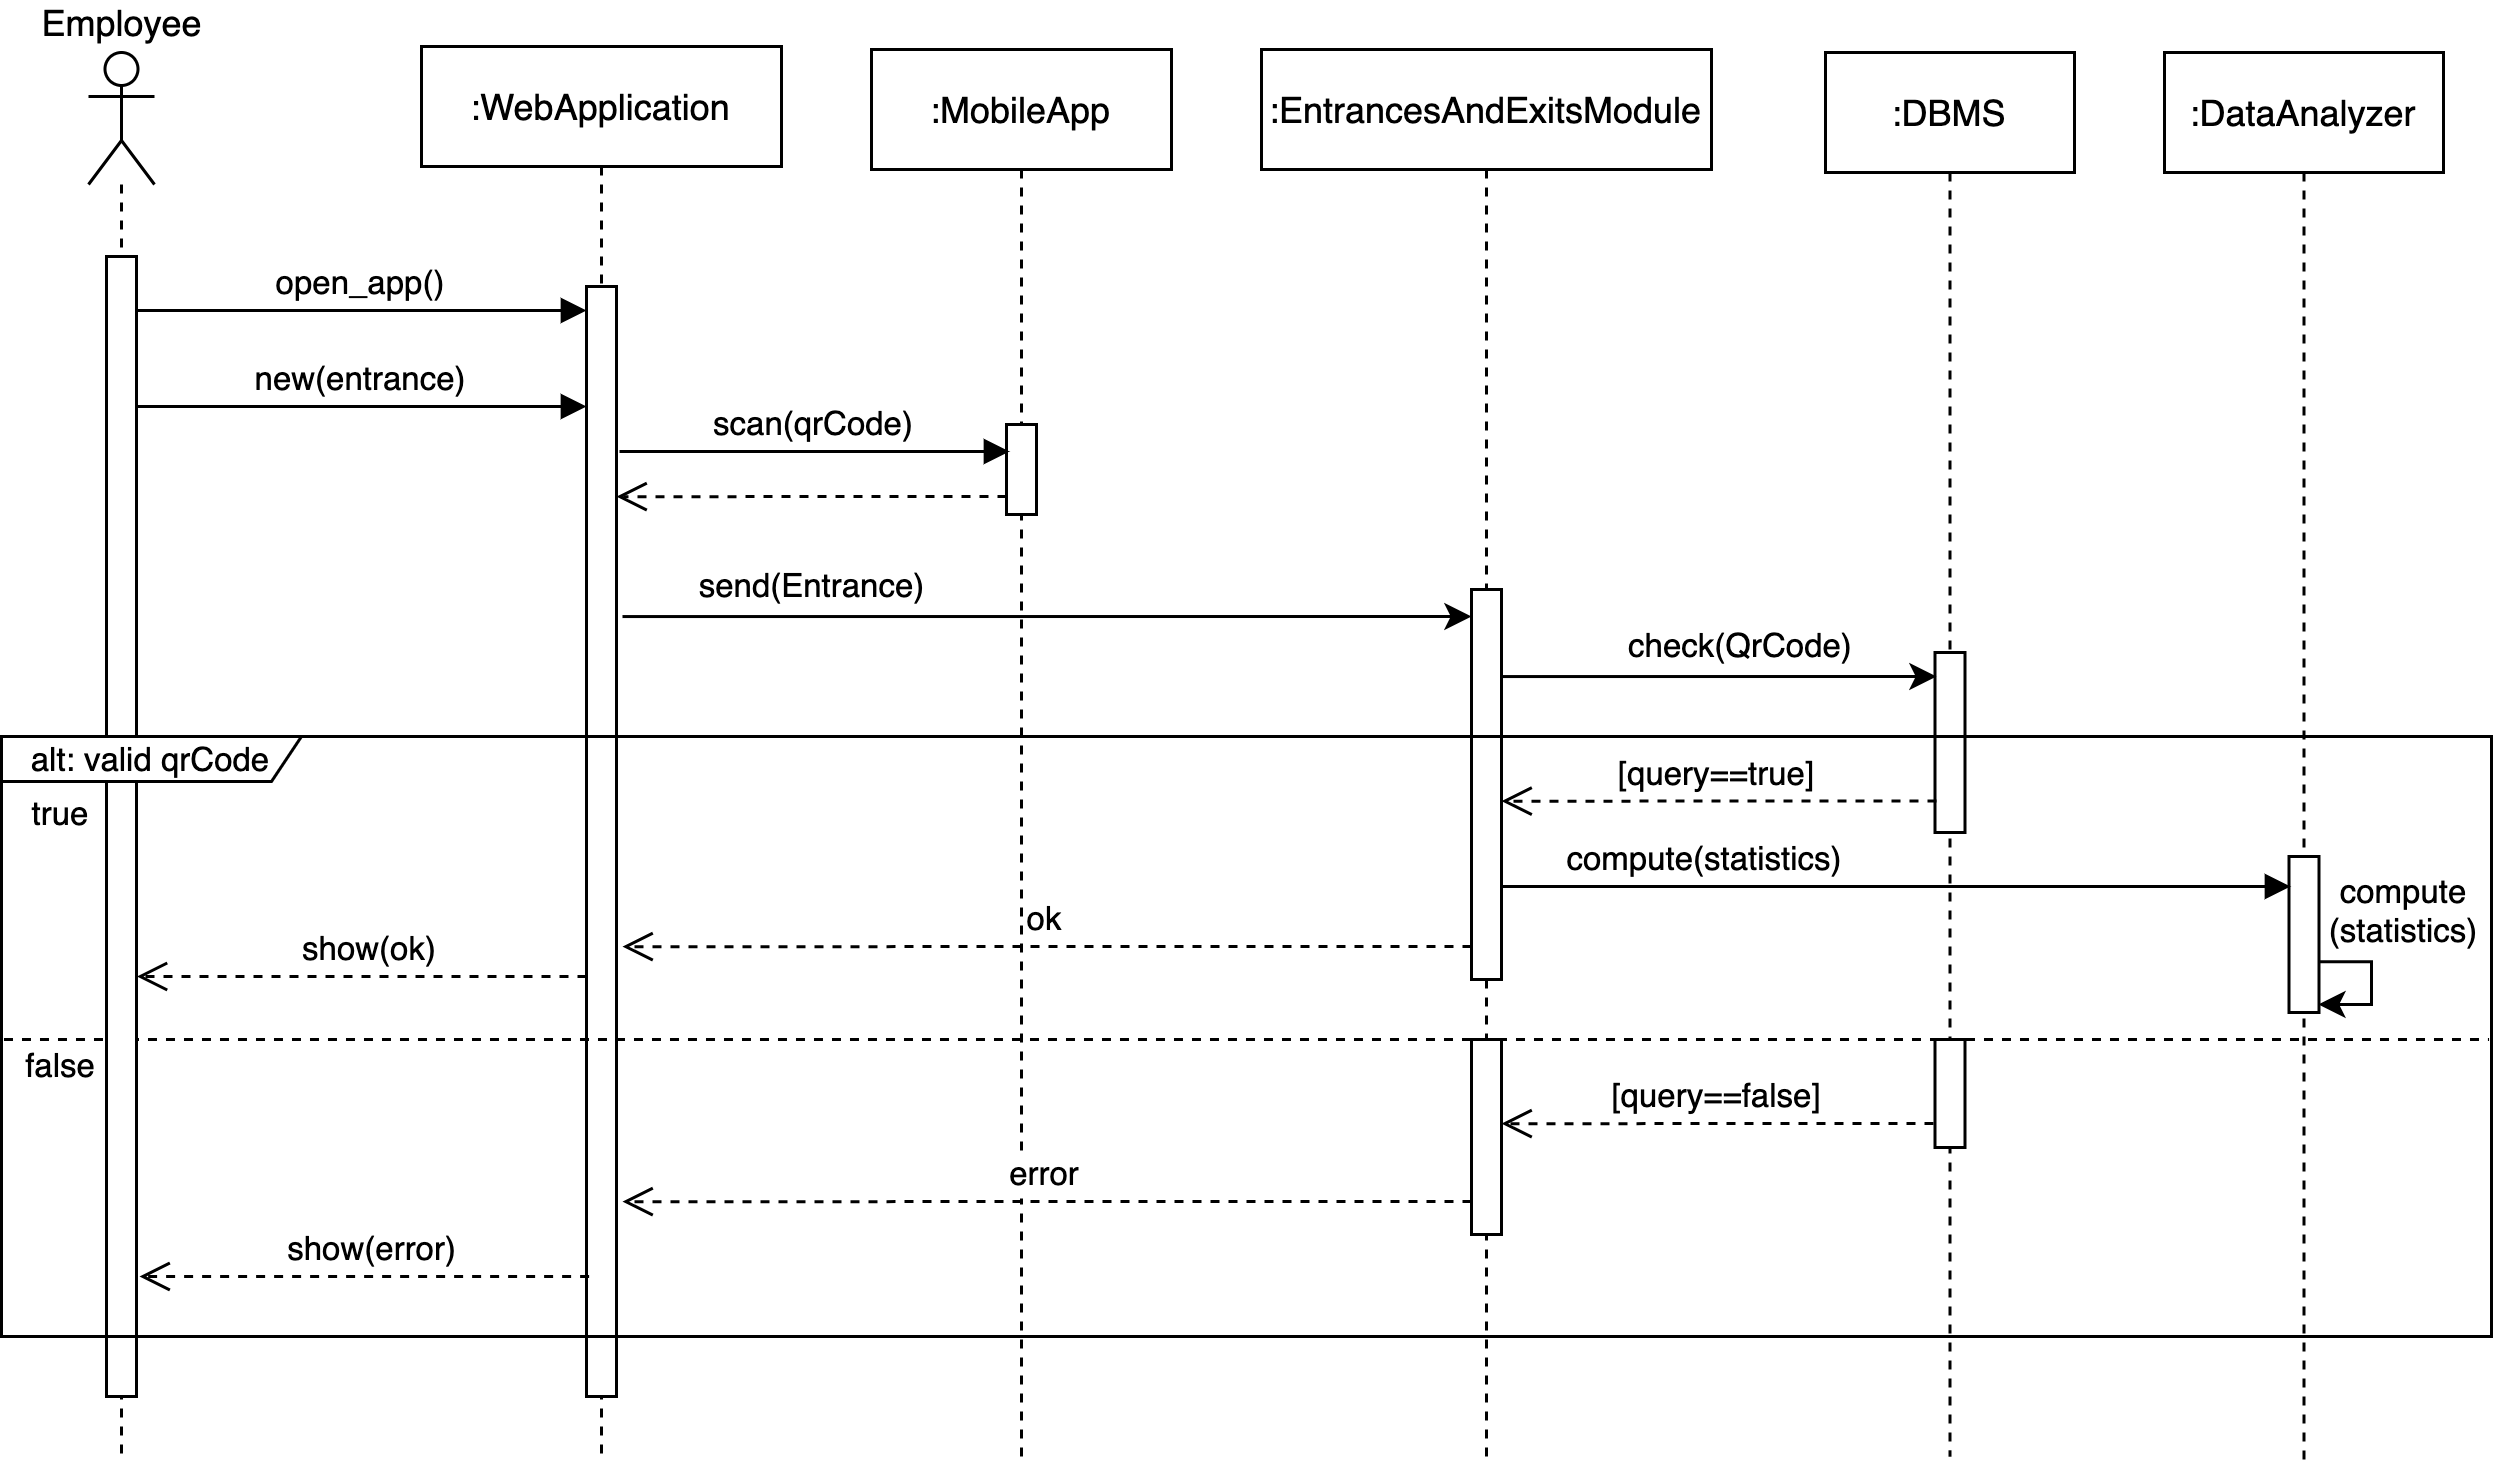 Employee
:WebApplication
:MobileApp
:EntrancesAndExitsModule
:DBMS
:DataAnalyzer
open_app()
new(entrance)
scan(qrCode)
send(Entrance)
check(QrCode)
alt: valid qrCode
true
[query==true]
compute(statistics)
compute
(statistics)
ok
show(ok)
false
[query==false]
error
show(error)